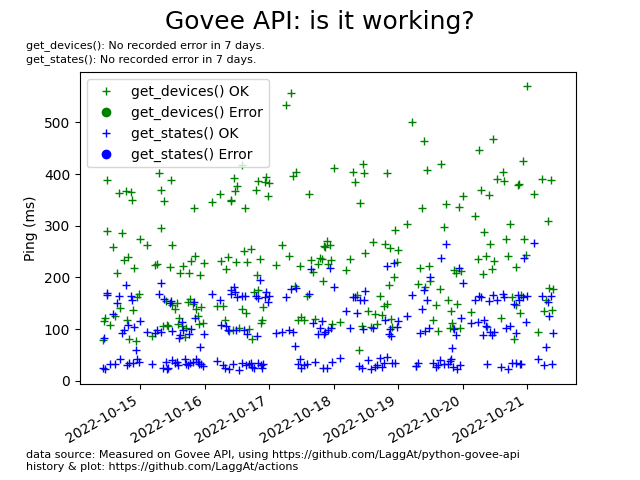 Govee API: is it working?
get_devices(): No recorded error in 7 days.
get_states(): No recorded error in 7 days.
get_devices() OK
get_devices() Error
get_states() OK
get_states() Error
Ping (ms)
500
400
300
200
100
0
2022-10-15
2022-10-16
2022-10-17
2022-10-18
2022-10-19
2022-10-20
2022-10-21
data source: Measured on Govee API, using https://github.com/LaggAt/python-govee-api
history & plot: https://github.com/LaggAt/actions